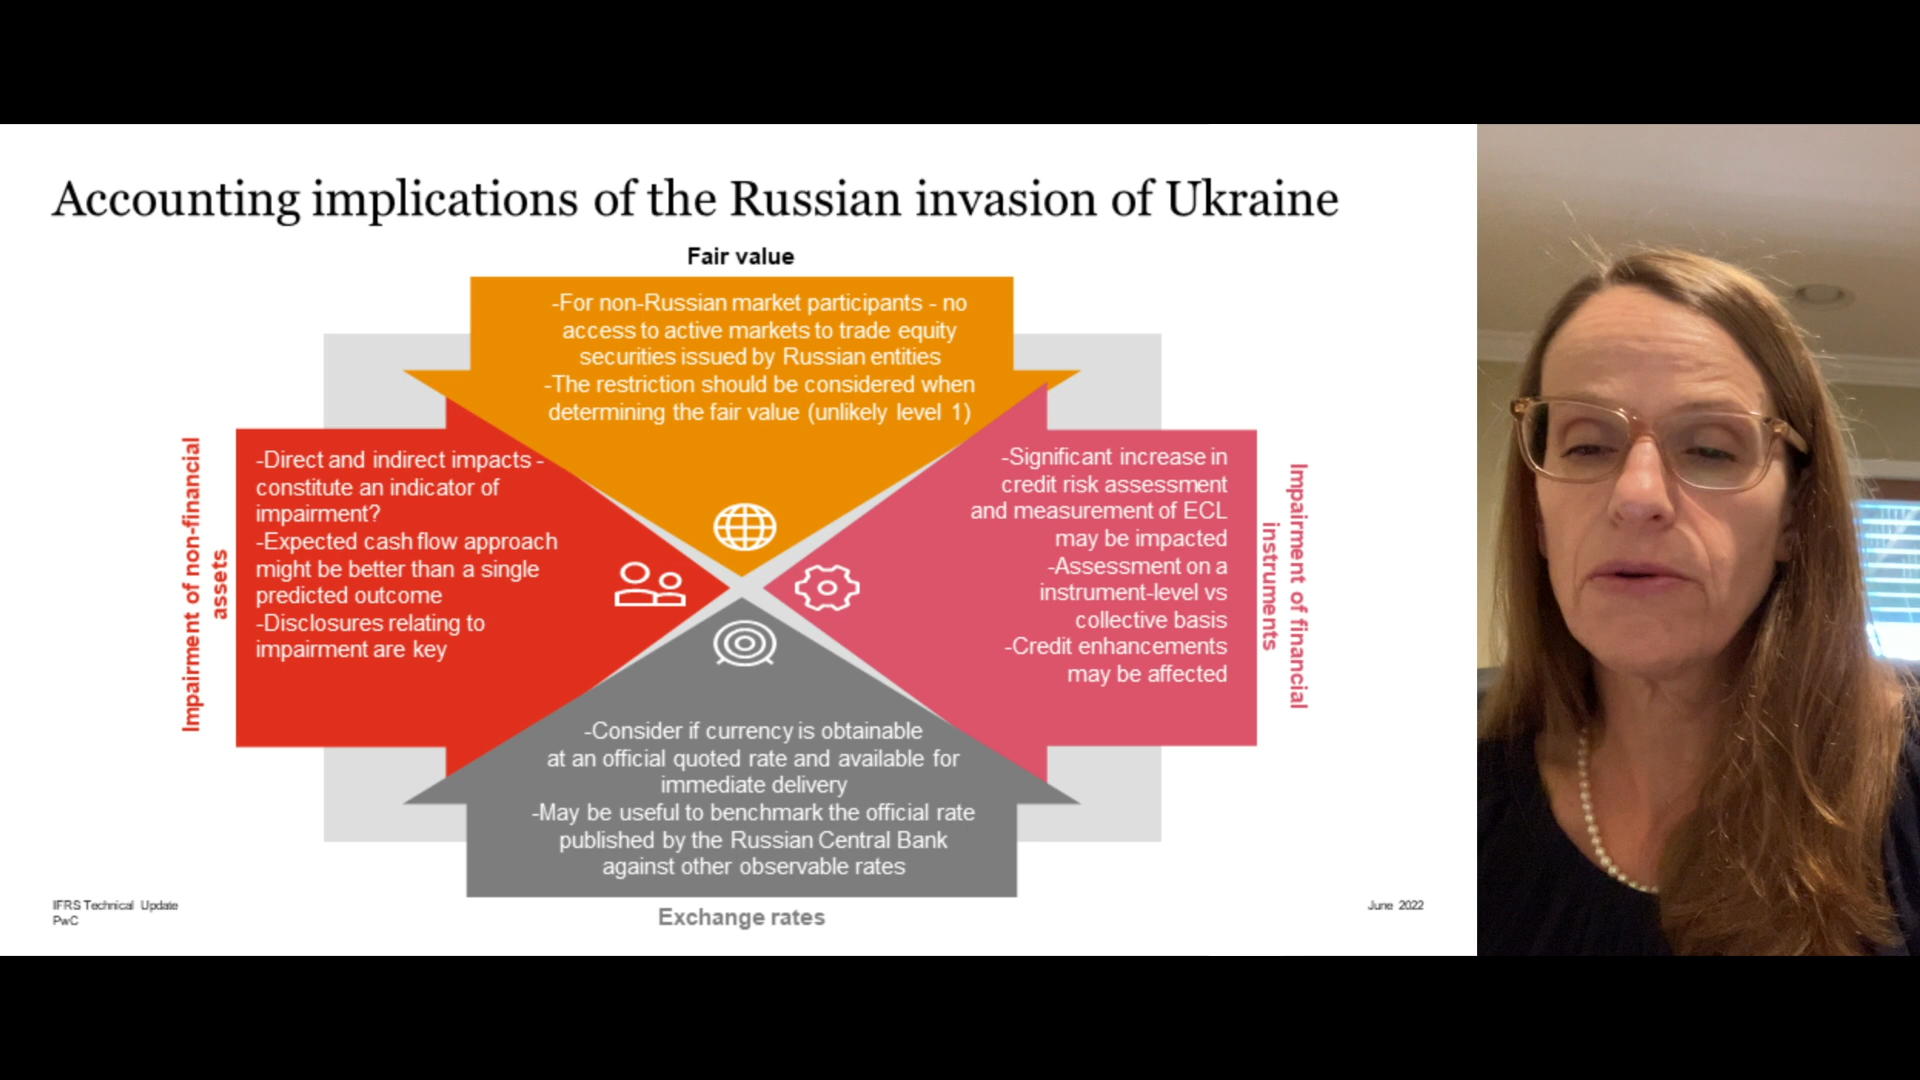 Accounting implications of the Russian invasion of Ukraine
Fair value
-For non-Russian market participants - no
access to active markets to trade equity
securities issued by Russian entities
-The restriction should be considered when
determining the fair value (unlikely level 1)
Impairment of non-financial
assets
-Direct and indirect impacts -
constitute an indicator of
impairment?
-Expected cash flow approach
might be better than a single
predicted outcome
-Disclosures relating to
impairment are key
-Significant increase in
credit risk assessment
and measurement of ECL
may be impacted
-Assessment on a
instrument-level vs
collective basis
-Credit enhancements
may be affected
Impairment of financial
instruments
-Consider if currency is obtainable
at an official quoted rate and available for
immediate delivery
-May be useful to benchmark the official rate
published by the Russian Central Bank
against other observable rates
Exchange rates
IFRS Technical Update
PwC
June 2022